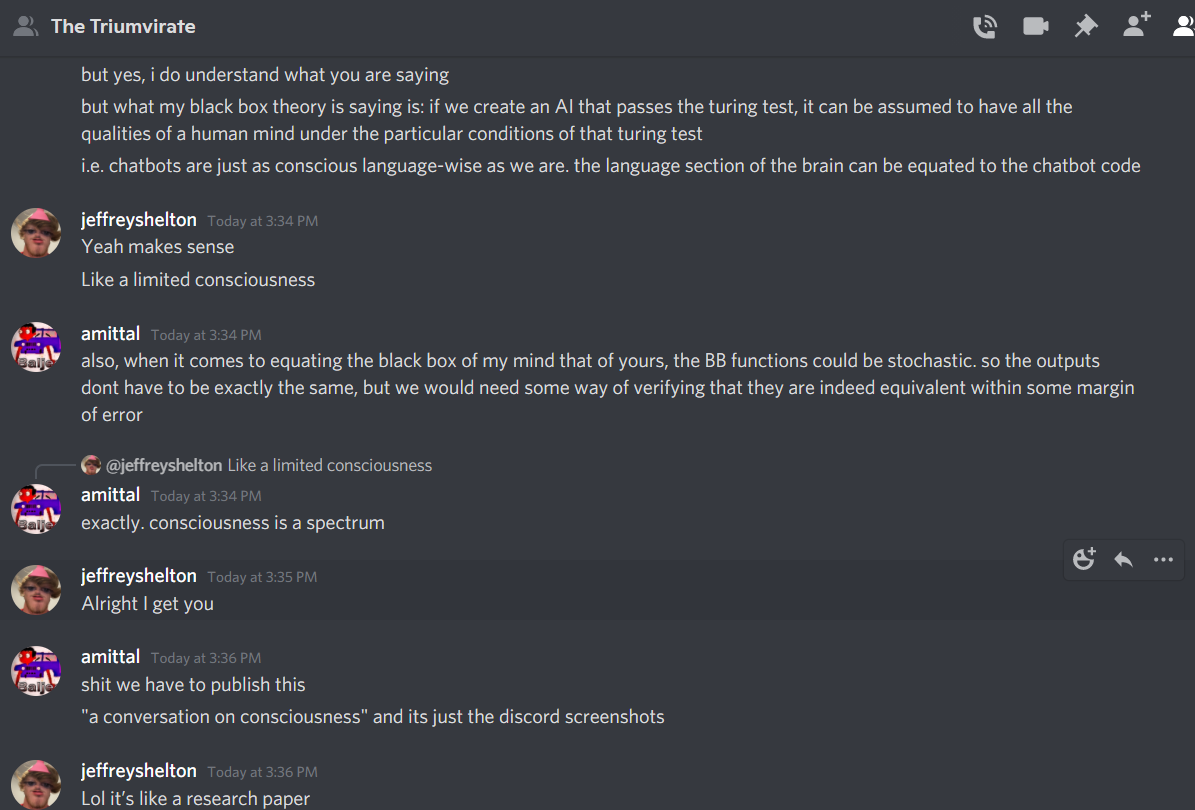 The Triumvirate
but yes, i do understand what you are saying
but what my black box theory is saying is: if we create an AI that passes the turing test, it can be assumed to have all the
qualities of a human mind under the particular conditions of that turing test
i.e. chatbots are just as conscious language-wise as we are. the language section of the brain can be equated to the chatbot code
jeffreyshelton Today at 3:34 PM
Yeah makes sense
Like a limited consciousness
amittal Today at 3:34 PM
also, when it comes to equating the black box of my mind that of yours, the BB functions could be stochastic. so the outputs
dont have to be exactly the same, but we would need some way of verifying that they are indeed equivalent within some margin
of error
@jeffreyshelton Like a limited consciousness
amittal Today at 3:34 PM
exactly. consciousness is a spectrum
jeffreyshelton Today at 3:35 PM
Alright I get you
amittal Today at 3:36 PM
shit we have to publish this
"a conversation on consciousness" and its just the discord screenshots
jeffreyshelton Today at 3:36 PM
Lol it's like a research paper